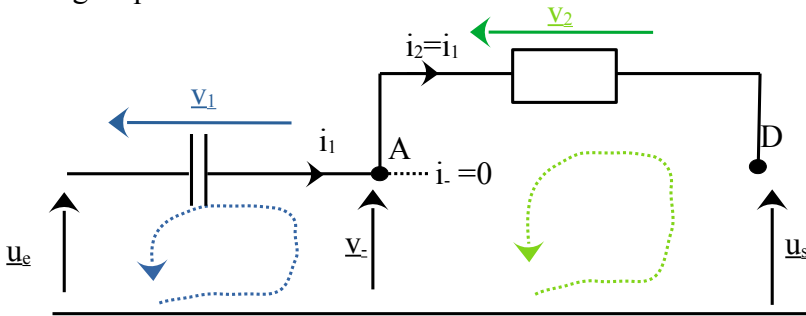 v₂
i₂=i₁
v₁
i₁
A
D
i₋ =0
uₑ
v₋
uₛ